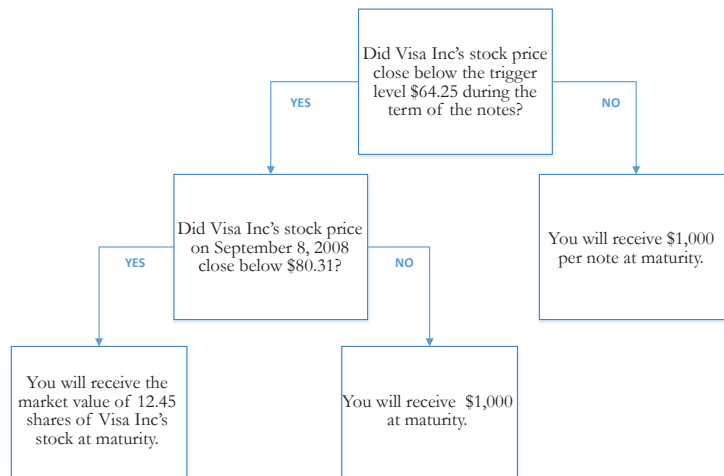 Did Visa Inc's stock price
close below the trigger
level $64.25 during the
term of the notes?
YES
NO
Did Visa Inc's stock price
on September 8, 2008
close below $80.31?
You will receive $1,000
per note at maturity.
YES
NO
You will receive the
market value of 12.45
shares of Visa Inc's
stock at maturity.
You will receive $1,000
at maturity.